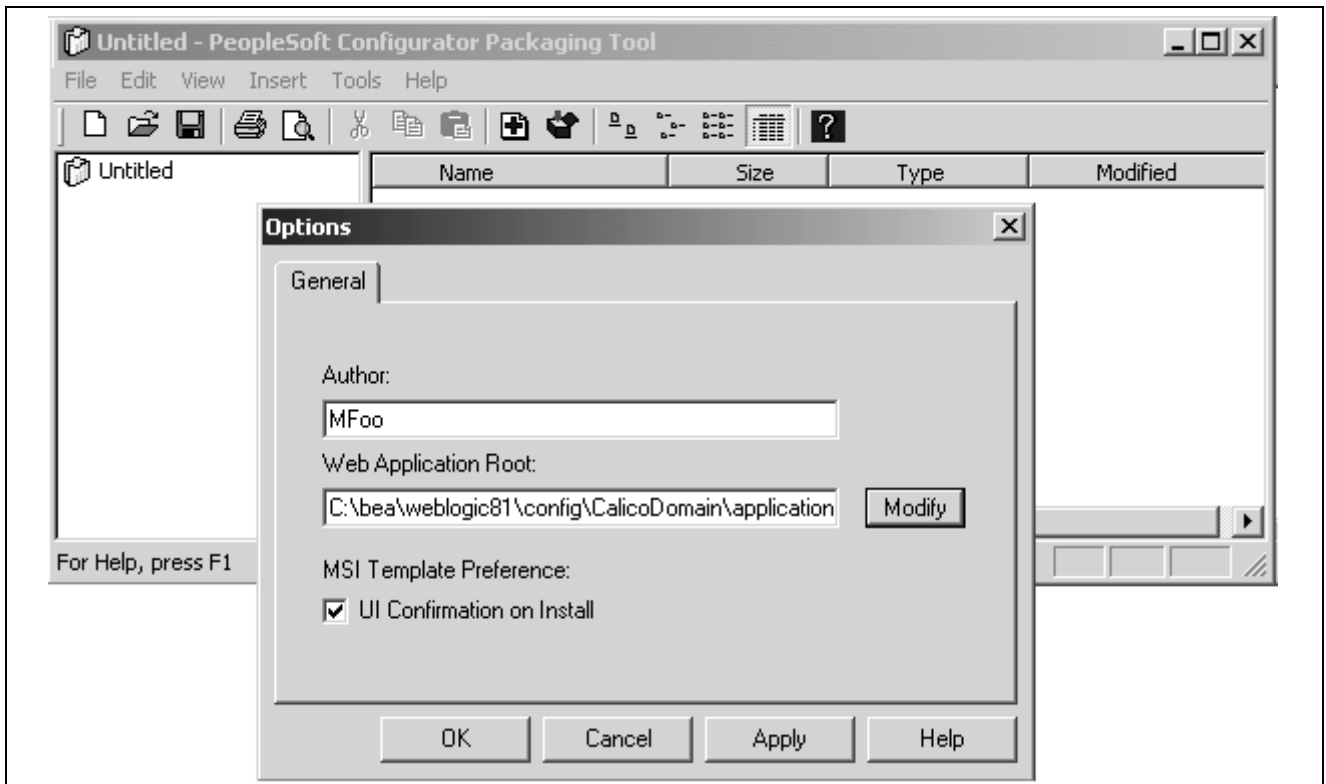 Untitled - PeopleSoft Configurator Packaging Tool
File Edit View Insert Tools Help
Untitled
Name Size Type Modified
Options
General
Author:
MFoo
Web Application Root:
C:\bea\weblogic81\config\CalicoDomain\application
Modify
For Help, press F1
MSI Template Preference:
UI Confirmation on Install
OK Cancel Apply Help